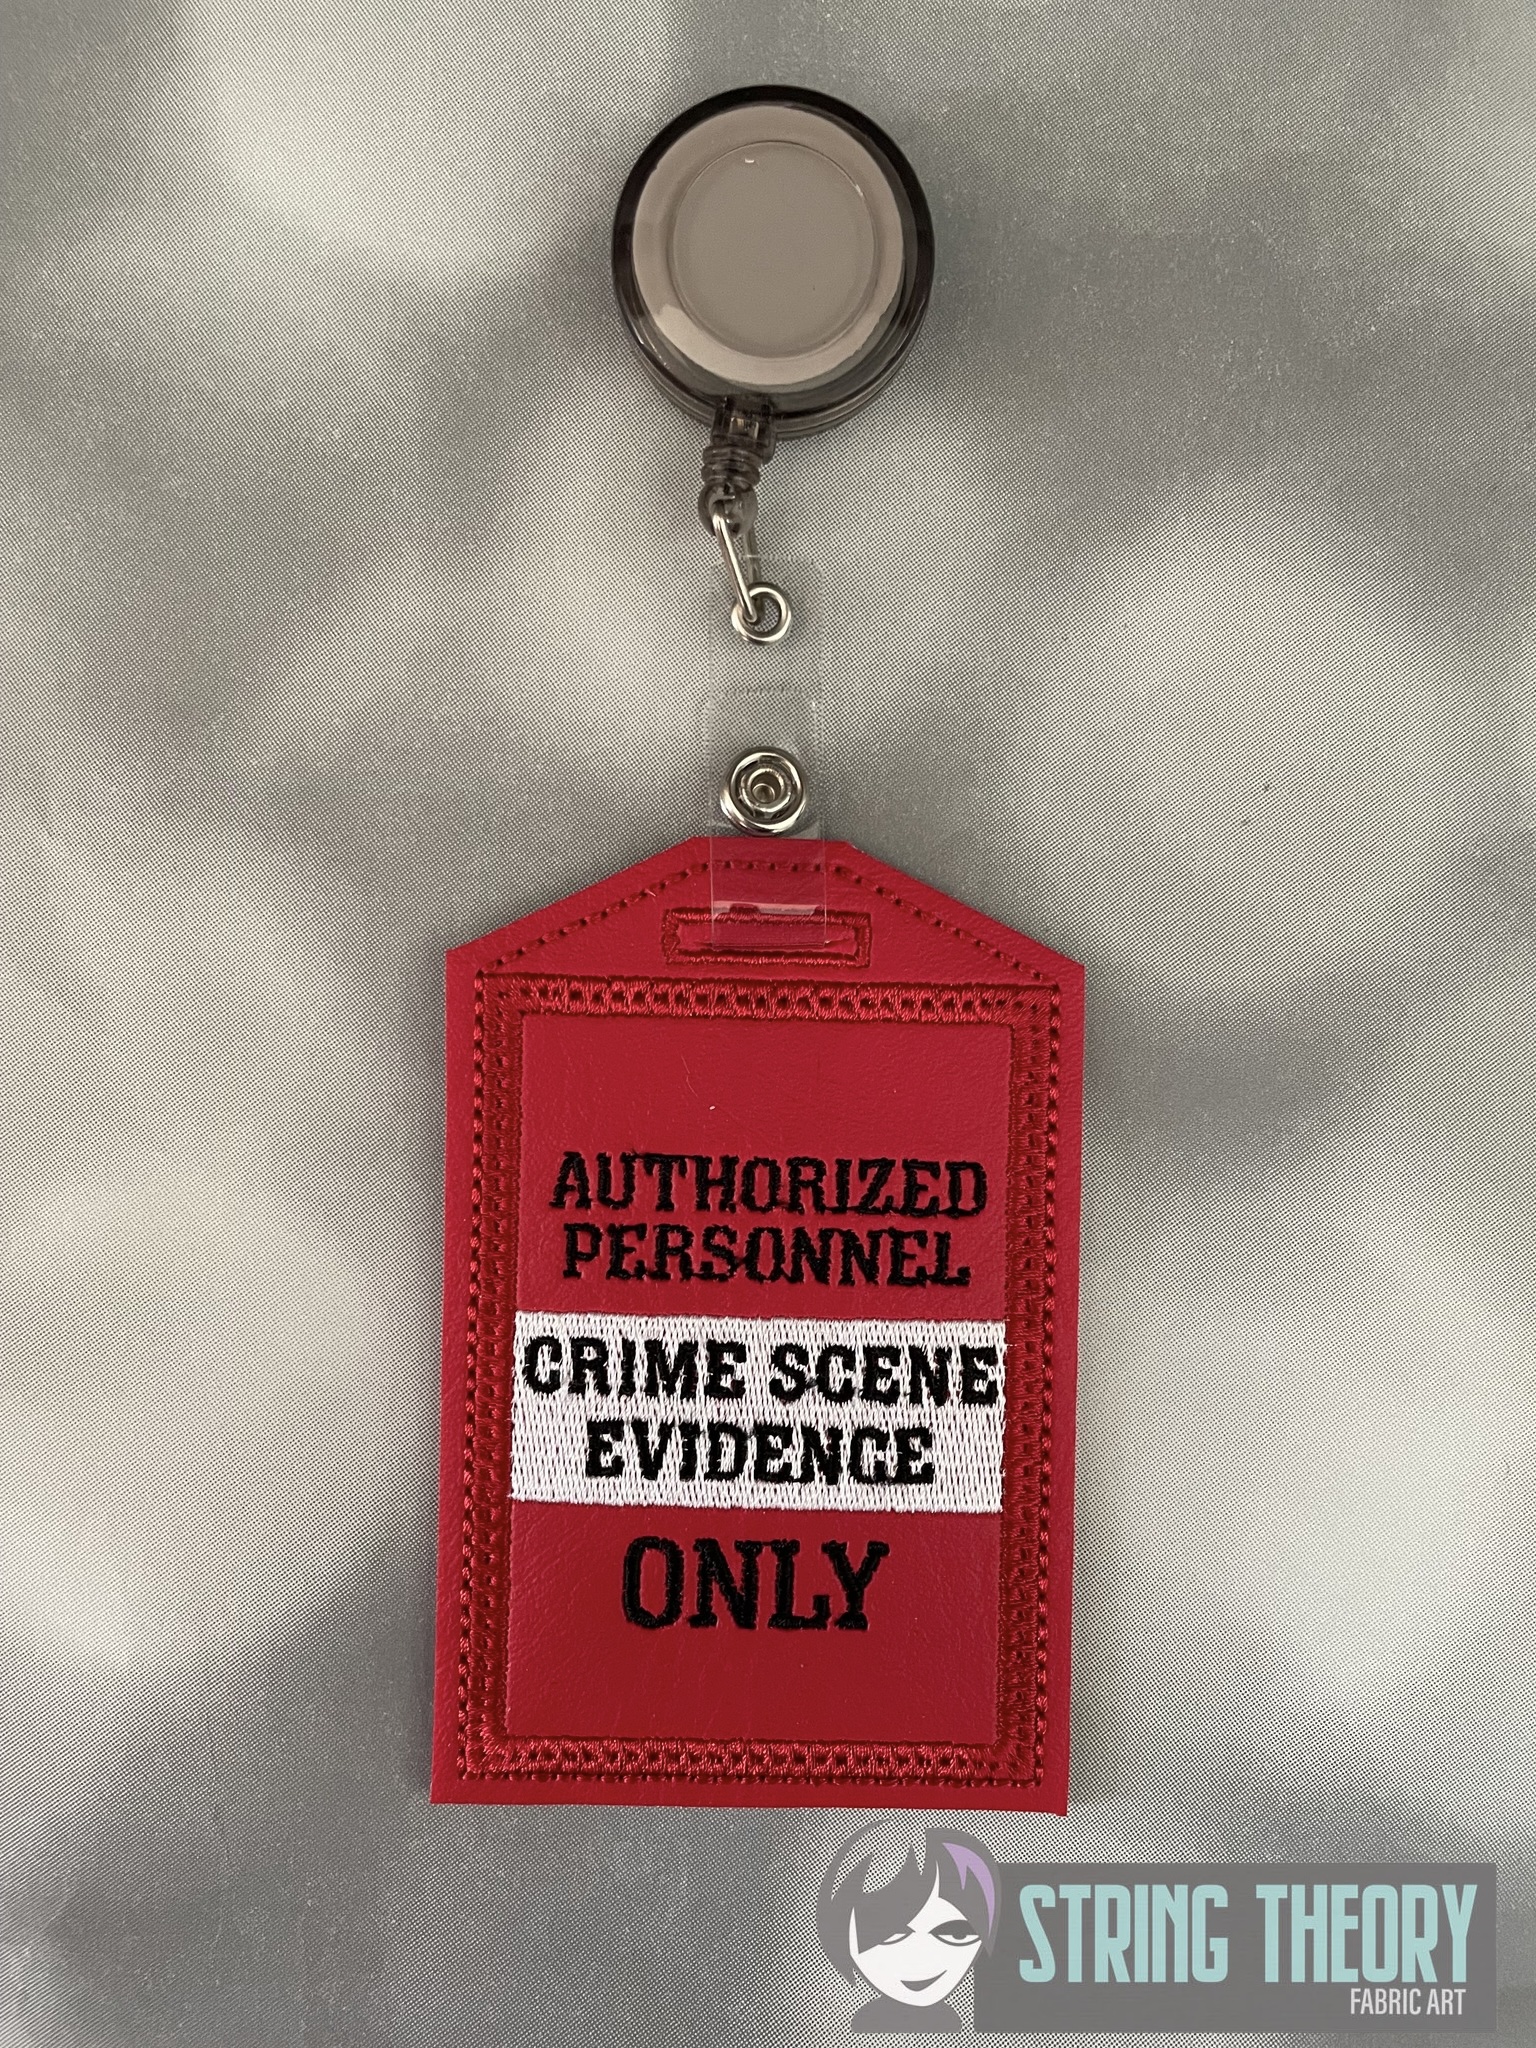 AUTHORIZED
PERSONNEL
CRIME SCENE
EVIDENCE
ONLY
STRING THEORY
FABRIC ART